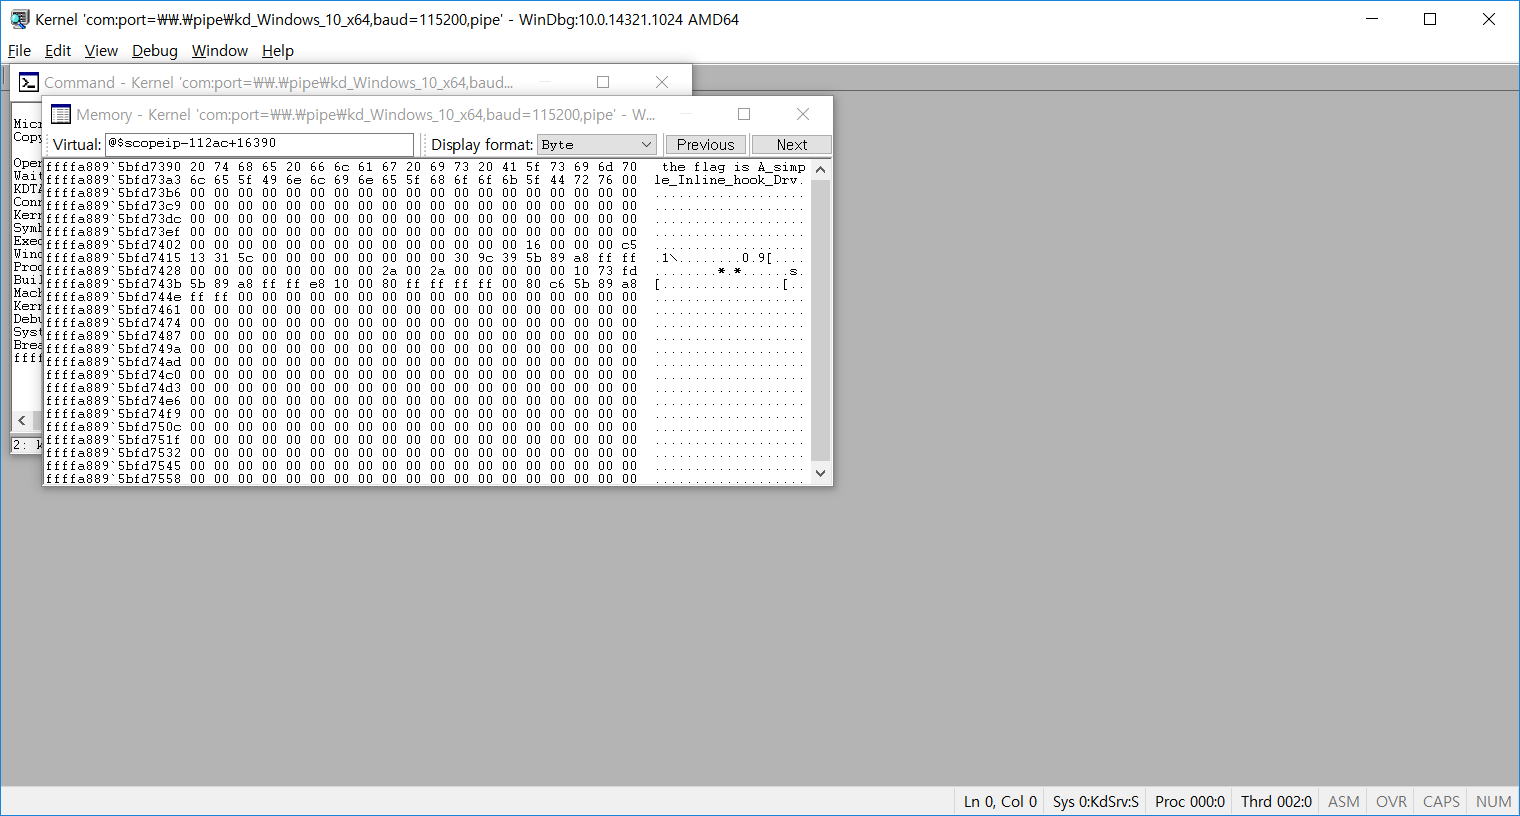 Kernel 'com:port=₩₩.₩pipe₩kd_Windows_10_x64,baud=115200,pipe' - WinDbg:10.0.14321.1024 AMD64
File Edit View Debug Window Help
Command - Kernel 'com:port=₩₩.₩pipe₩kd_Windows_10_x64,baud...
Memory - Kernel 'com:port=₩₩.₩pipe₩kd_Windows_10_x64,baud=115200,pipe' - W...
Virtual: @$scopeip-112ac+16390 Display format: Byte Previous Next
Micr
Copy
Oper
Wait
KDTA
Conn
Kern
Symb
Exec
Wind
Prod
Buil
Mach
Kern
Debu
Syst
Brea
ffff
2: k
ffffa889`5bfd7390 20 74 68 65 20 66 6c 61 67 20 69 73 20 41 5f 73 69 6d 70  the flag is A_simp
ffffa889`5bfd73a3 6c 65 5f 49 6e 6c 69 6e 65 5f 68 6f 6f 6b 5f 44 72 76 00 le_Inline_hook_Drv.
ffffa889`5bfd73b6 00 00 00 00 00 00 00 00 00 00 00 00 00 00 00 00 00 00 00 ...................
ffffa889`5bfd73c9 00 00 00 00 00 00 00 00 00 00 00 00 00 00 00 00 00 00 00 ...................
ffffa889`5bfd73dc 00 00 00 00 00 00 00 00 00 00 00 00 00 00 00 00 00 00 00 ...................
ffffa889`5bfd73ef 00 00 00 00 00 00 00 00 00 00 00 00 00 00 00 00 00 00 00 ...................
ffffa889`5bfd7402 00 00 00 00 00 00 00 00 00 00 00 00 00 00 16 00 00 00 c5 ...................
ffffa889`5bfd7415 13 31 5c 00 00 00 00 00 00 00 00 30 9c 39 5b 89 a8 ff ff .1\........0.9[....
ffffa889`5bfd7428 00 00 00 00 00 00 00 00 2a 00 2a 00 00 00 00 00 10 73 fd ........*.*......s.
ffffa889`5bfd743b 5b 89 a8 ff ff e8 10 00 80 ff ff ff ff 00 80 c6 5b 89 a8 [...............[..
ffffa889`5bfd744e ff ff 00 00 00 00 00 00 00 00 00 00 00 00 00 00 00 00 00 ...................
ffffa889`5bfd7461 00 00 00 00 00 00 00 00 00 00 00 00 00 00 00 00 00 00 00 ...................
ffffa889`5bfd7474 00 00 00 00 00 00 00 00 00 00 00 00 00 00 00 00 00 00 00 ...................
ffffa889`5bfd7487 00 00 00 00 00 00 00 00 00 00 00 00 00 00 00 00 00 00 00 ...................
ffffa889`5bfd749a 00 00 00 00 00 00 00 00 00 00 00 00 00 00 00 00 00 00 00 ...................
ffffa889`5bfd74ad 00 00 00 00 00 00 00 00 00 00 00 00 00 00 00 00 00 00 00 ...................
ffffa889`5bfd74c0 00 00 00 00 00 00 00 00 00 00 00 00 00 00 00 00 00 00 00 ...................
ffffa889`5bfd74d3 00 00 00 00 00 00 00 00 00 00 00 00 00 00 00 00 00 00 00 ...................
ffffa889`5bfd74e6 00 00 00 00 00 00 00 00 00 00 00 00 00 00 00 00 00 00 00 ...................
ffffa889`5bfd74f9 00 00 00 00 00 00 00 00 00 00 00 00 00 00 00 00 00 00 00 ...................
ffffa889`5bfd750c 00 00 00 00 00 00 00 00 00 00 00 00 00 00 00 00 00 00 00 ...................
ffffa889`5bfd751f 00 00 00 00 00 00 00 00 00 00 00 00 00 00 00 00 00 00 00 ...................
ffffa889`5bfd7532 00 00 00 00 00 00 00 00 00 00 00 00 00 00 00 00 00 00 00 ...................
ffffa889`5bfd7545 00 00 00 00 00 00 00 00 00 00 00 00 00 00 00 00 00 00 00 ...................
ffffa889`5bfd7558 00 00 00 00 00 00 00 00 00 00 00 00 00 00 00 00 00 00 00 ...................
Ln 0, Col 0 Sys 0:KdSrv:S Proc 000:0 Thrd 002:0 ASM OVR CAPS NUM